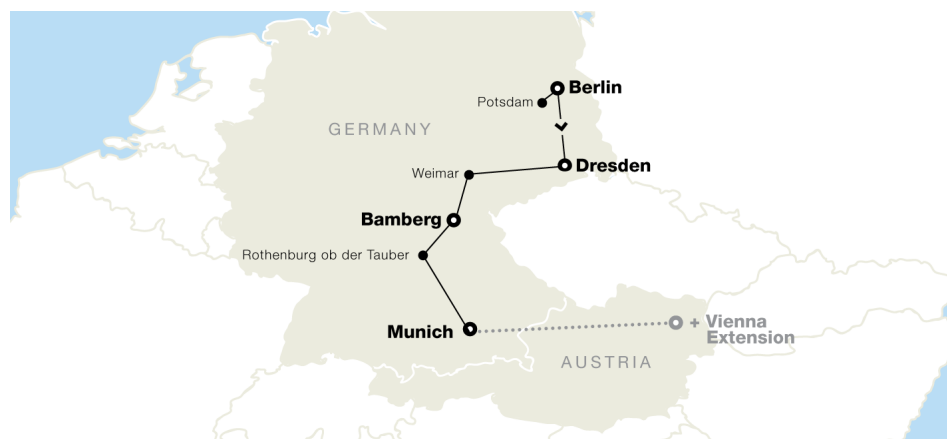 Berlin
Potsdam
GERMANY
Dresden
Weimar
Bamberg
Rothenburg ob der Tauber
Munich
+ Vienna
Extension
AUSTRIA